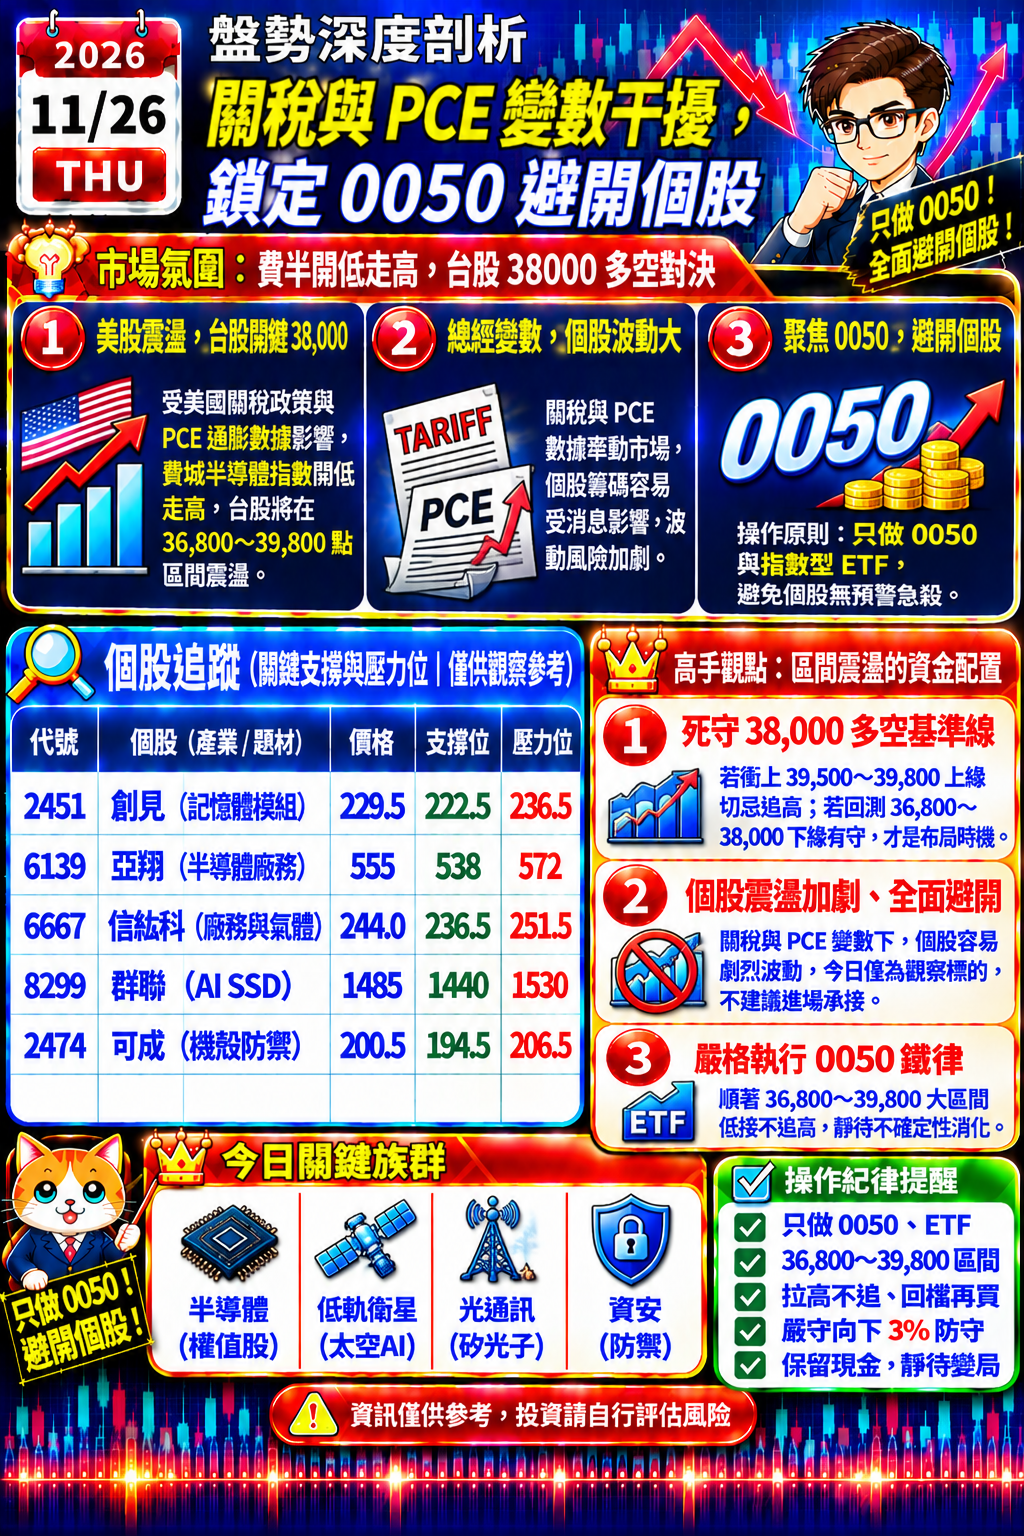 2026
11/26
THU
盤勢深度剖析
關稅與 PCE 變數干擾，
鎖定 0050 避開個股
只做 0050！
全面避開個股！
市場氛圍：費半開低走高，台股 38000 多空對決
1 美股震盪，台股開鍵 38,000
受美國關稅政策與
PCE 通膨數據影響，
費城半導體指數開低
走高，台股將在
36,800～39,800 點
區間震盪。
2 總經變數，個股波動大
TARIFF
PCE
關稅與 PCE
數據牽動市場，
個股籌碼容易
受消息影響，波
動風險加劇。
3 聚焦 0050，避開個股
0050
操作原則：只做 0050
與指數型 ETF，
避免個股無預警急殺。
個股追蹤（關鍵支撐與壓力位｜僅供觀察參考）
代號 個股（產業／題材） 價格 支撐位 壓力位
2451 創見（記憶體模組） 229.5 222.5 236.5
6139 亞翔（半導體廠務） 555 538 572
6667 信紘科（廠務與氣體） 244.0 236.5 251.5
8299 群聯（AI SSD） 1485 1440 1530
2474 可成（機殼防禦） 200.5 194.5 206.5
高手觀點：區間震盪的資金配置
1 死守 38,000 多空基準線
若衝上 39,500～39,800 上緣
切忌追高；若回測 36,800～
38,000 下緣有守，才是布局時機。
2 個股震盪加劇、全面避開
關稅與 PCE 變數下，個股容易
劇烈波動，今日僅為觀察標的，
不建議進場承接。
3 嚴格執行 0050 鐵律
ETF
順著 36,800～39,800 大區間
低接不追高，靜待不確定性消化。
只做 0050！
避開個股！
今日關鍵族群
半導體
(權值股)
低軌衛星
(太空AI)
光通訊
(矽光子)
資安
(防禦)
操作紀律提醒
只做 0050、ETF
36,800～39,800 區間
拉高不追、回檔再買
嚴守向下 3% 防守
保留現金，靜待變局
資訊僅供參考，投資請自行評估風險